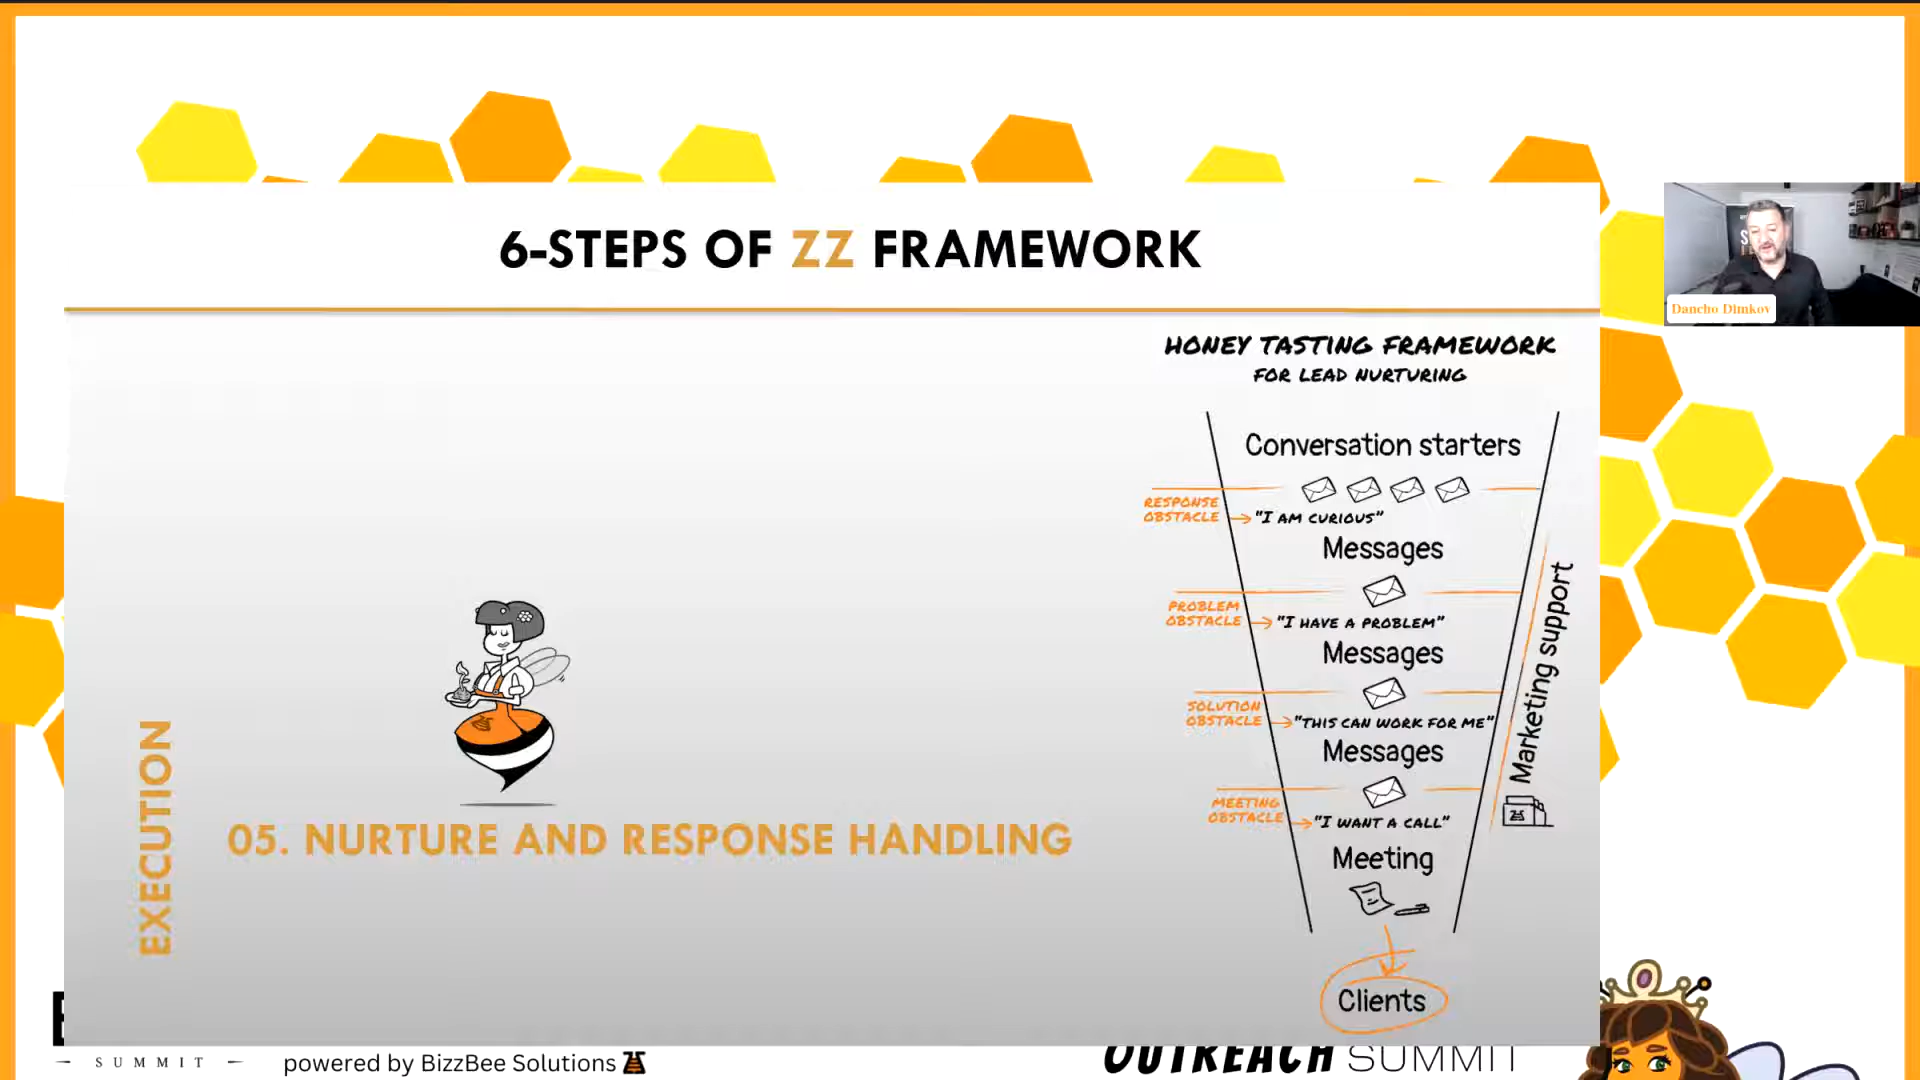 6-STEPS OF ZZ FRAMEWORK
Dancho Dimkov
HONEY TASTING FRAMEWORK
FOR LEAD NURTURING
Conversation starters
RESPONSE
OBSTACLE
"I AM CURIOUS"
Messages
PROBLEM
OBSTACLE
"I HAVE A PROBLEM"
Messages
SOLUTION
OBSTACLE
"THIS CAN WORK FOR ME"
Messages
MEETING
OBSTACLE
"I WANT A CALL"
Meeting
Clients
Marketing support
EXECUTION
05. NURTURE AND RESPONSE HANDLING
SUMMIT
powered by BizzBee Solutions
OUTREACH SUMMIT